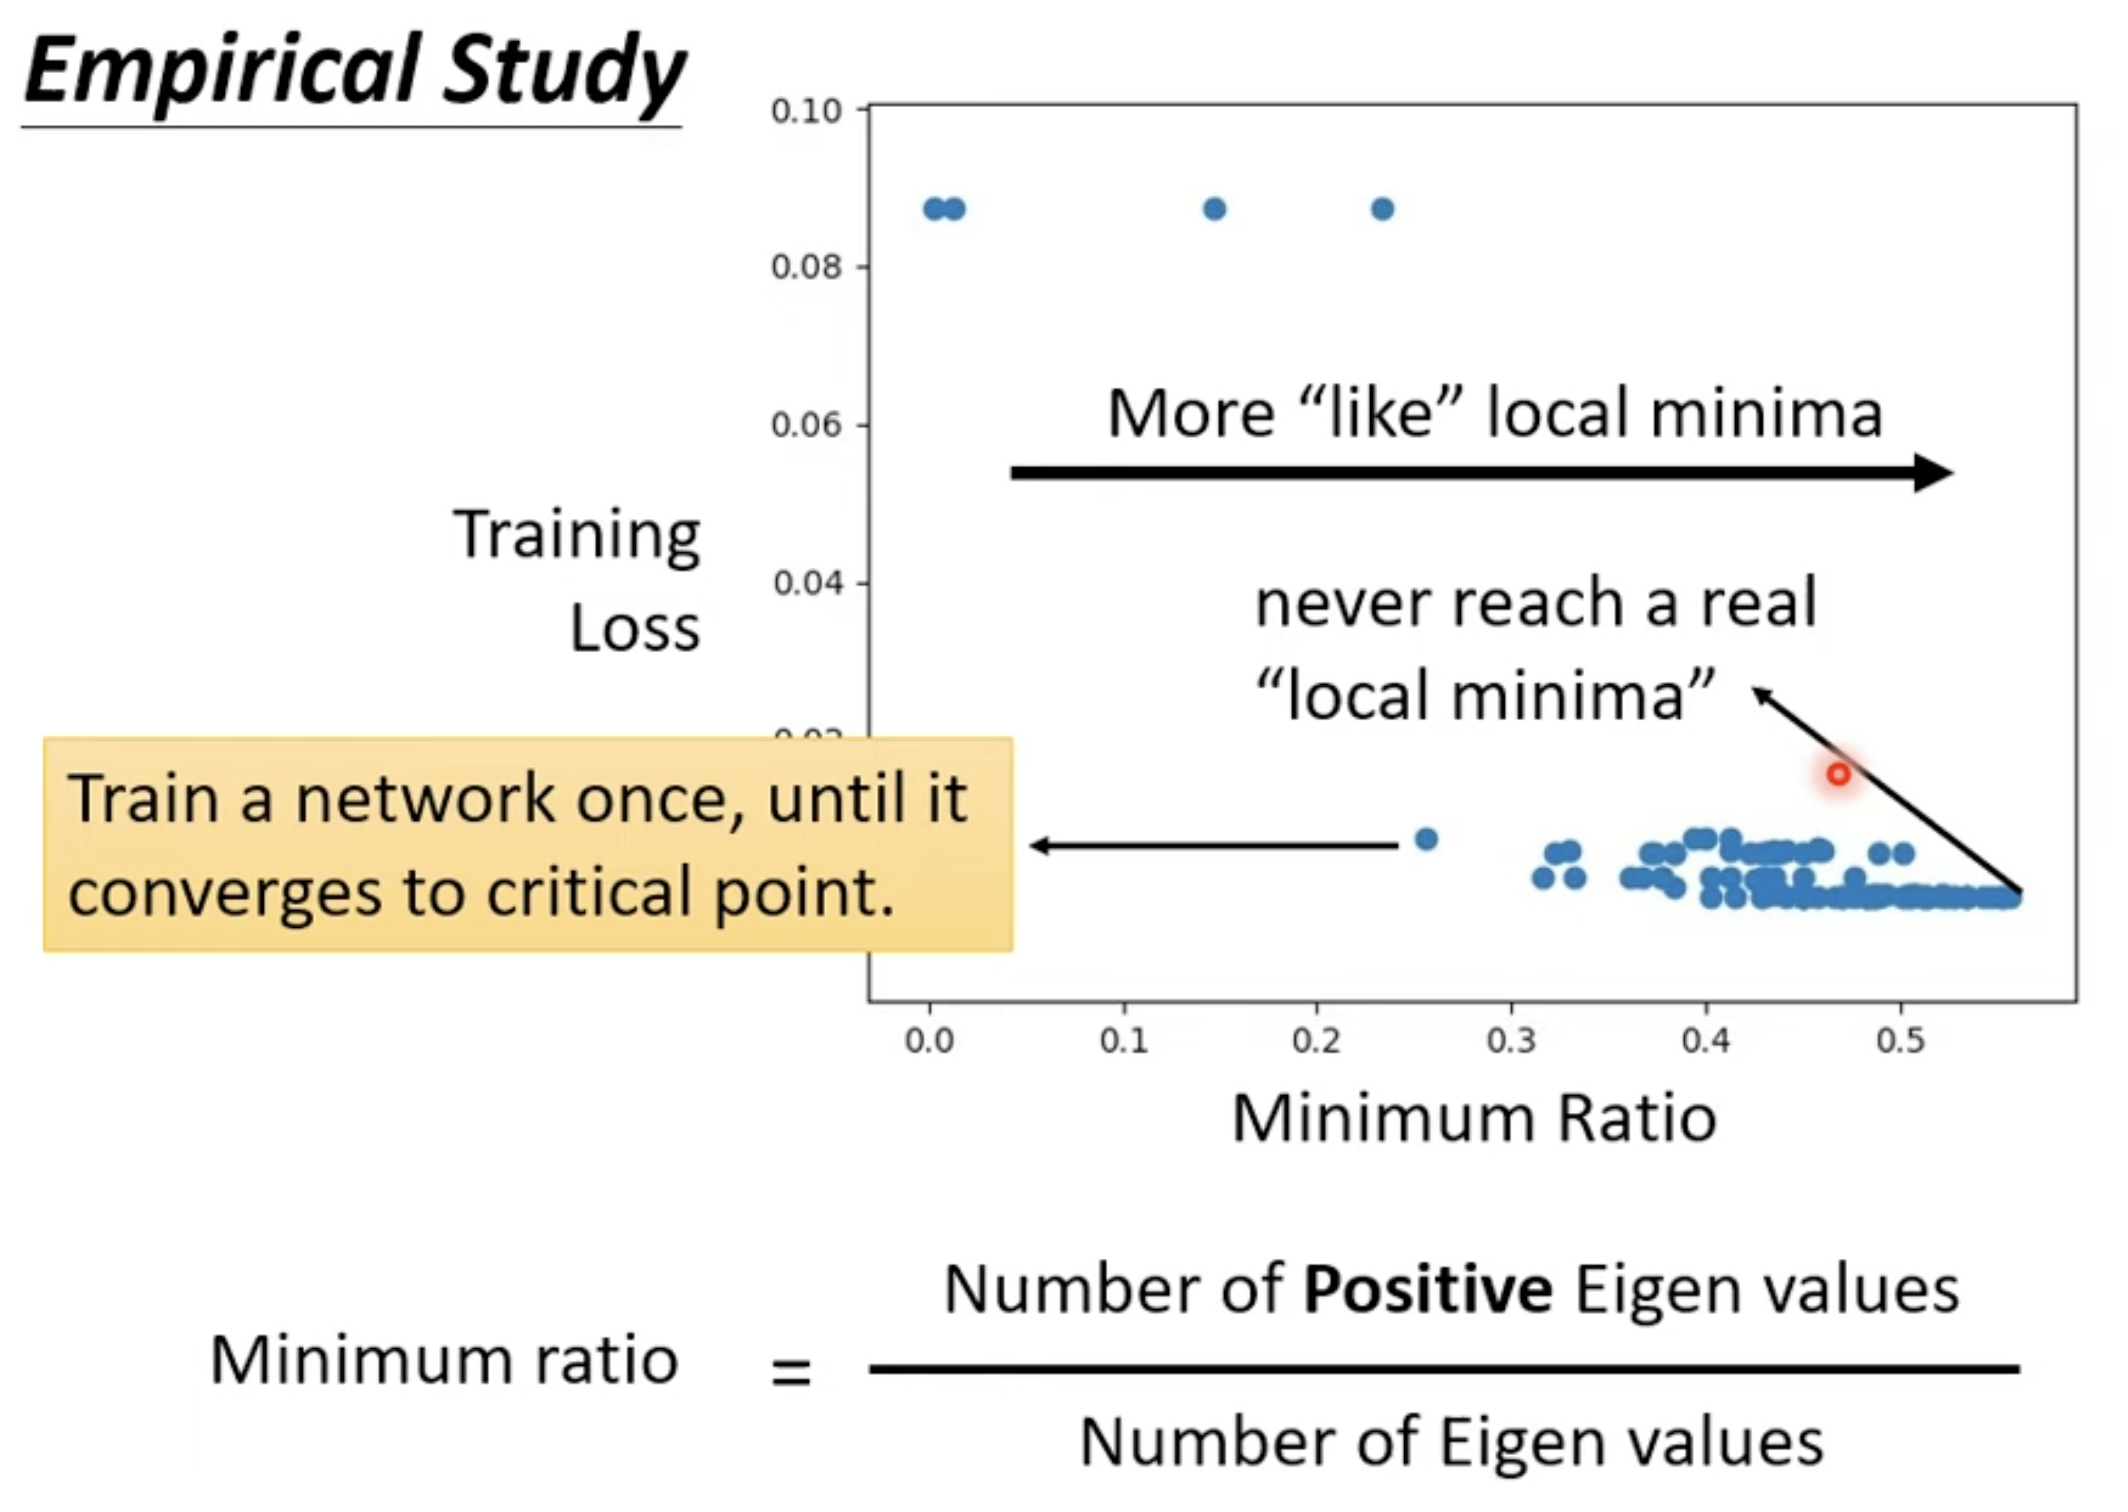 Empirical Study
0.10
0.08
0.06
0.04
More “like” local minima
Training
Loss
never reach a real
“local minima”
Train a network once, until it
converges to critical point.
0.0 0.1 0.2 0.3 0.4 0.5
Minimum Ratio
Number of Positive Eigen values
Minimum ratio =
Number of Eigen values